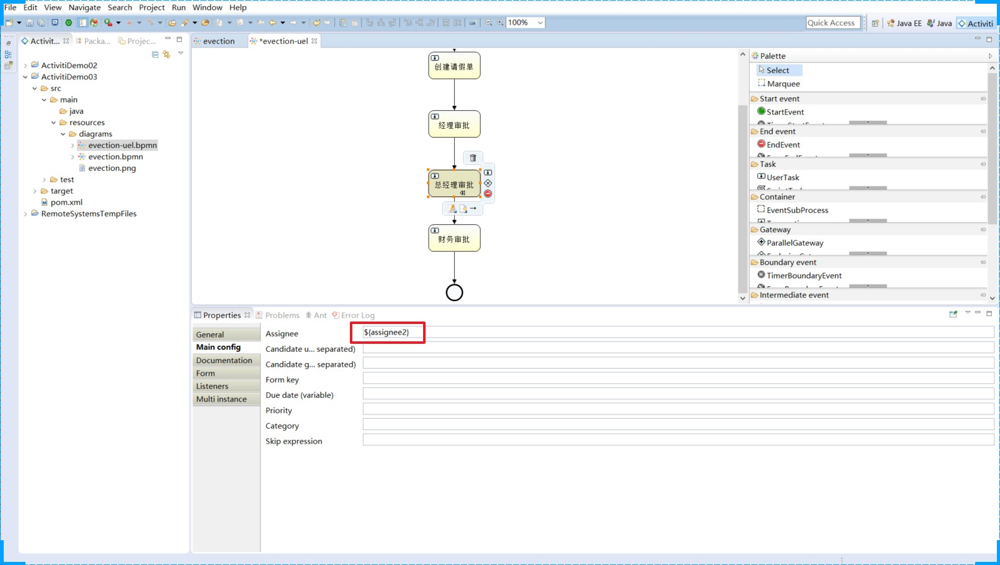 File Edit View Navigate Search Project Run Window Help
100%
Quick Access
Java EE
Java
Activiti
Activit...
Packa...
Projec...
ActivitiDemo02
ActivitiDemo03
src
main
java
resources
diagrams
evection-uel.bpmn
evection.bpmn
evection.png
test
target
pom.xml
RemoteSystemsTempFiles
evection
*evection-uel
创建请假单
经理审批
总经理审批
财务审批
Palette
Select
Marquee
Start event
StartEvent
End event
EndEvent
Task
UserTask
Container
EventSubProcess
Gateway
ParallelGateway
Boundary event
TimerBoundaryEvent
Intermediate event
Properties
Problems
Ant
Error Log
General
Main config
Documentation
Form
Listeners
Multi instance
Assignee
${assignee2}
Candidate u... separated)
Candidate g... separated)
Form key
Due date (variable)
Priority
Category
Skip expression